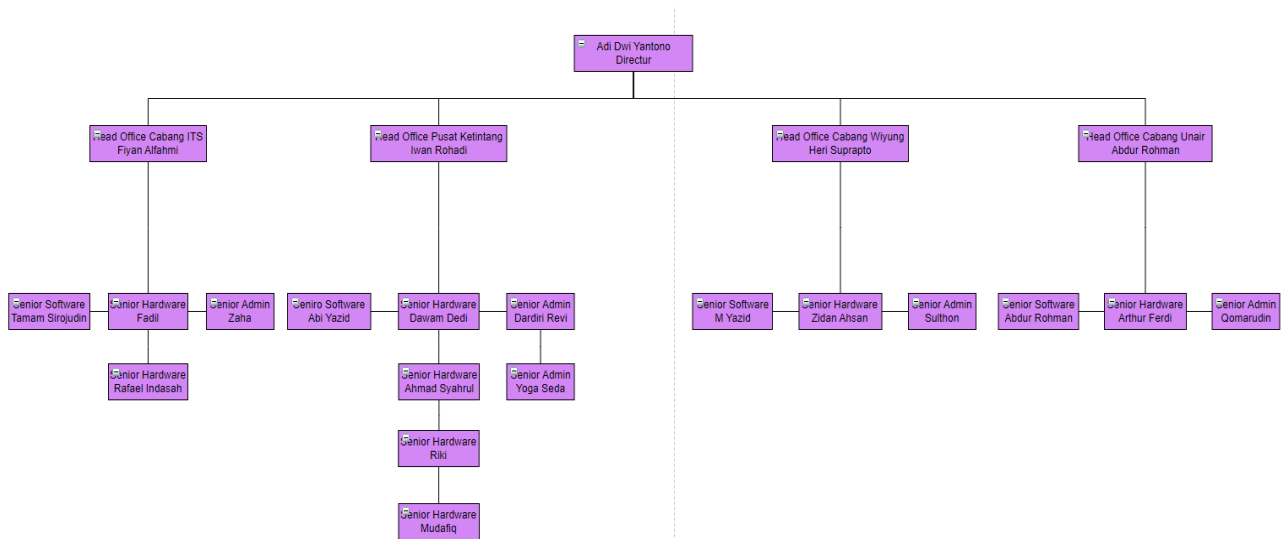 Adi Dwi Yantono
Directur
Head Office Cabang ITS
Fiyan Alfahmi
Head Office Pusat Ketintang
Iwan Rohadi
Head Office Cabang Wiyung
Heri Suprapto
Head Office Cabang Unair
Abdur Rohman
Senior Software
Tamam Sirojudin
Senior Hardware
Fadil
Senior Admin
Zaha
Seniro Software
Abi Yazid
Senior Hardware
Dawam Dedi
Senior Admin
Dardiri Revi
Senior Software
M Yazid
Senior Hardware
Zidan Ahsan
Senior Admin
Sulthon
Senior Software
Abdur Rohman
Senior Hardware
Arthur Ferdi
Senior Admin
Qomarudin
Senior Hardware
Rafael Indasah
Senior Hardware
Ahmad Syahrul
Senior Admin
Yoga Seda
Senior Hardware
Riki
Senior Hardware
Mudafiq